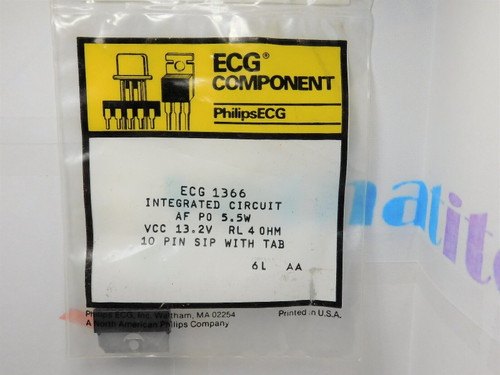 ECG®
COMPONENT
PhilipsECG
ECG 1366
INTEGRATED CIRCUIT
AF PO 5.5W
VCC 13.2V RL 4 OHM
10 PIN SIP WITH TAB
6L AA
Philips ECG, Inc. Waltham, MA 02254
A North American Philips Company
Printed in U.S.A.